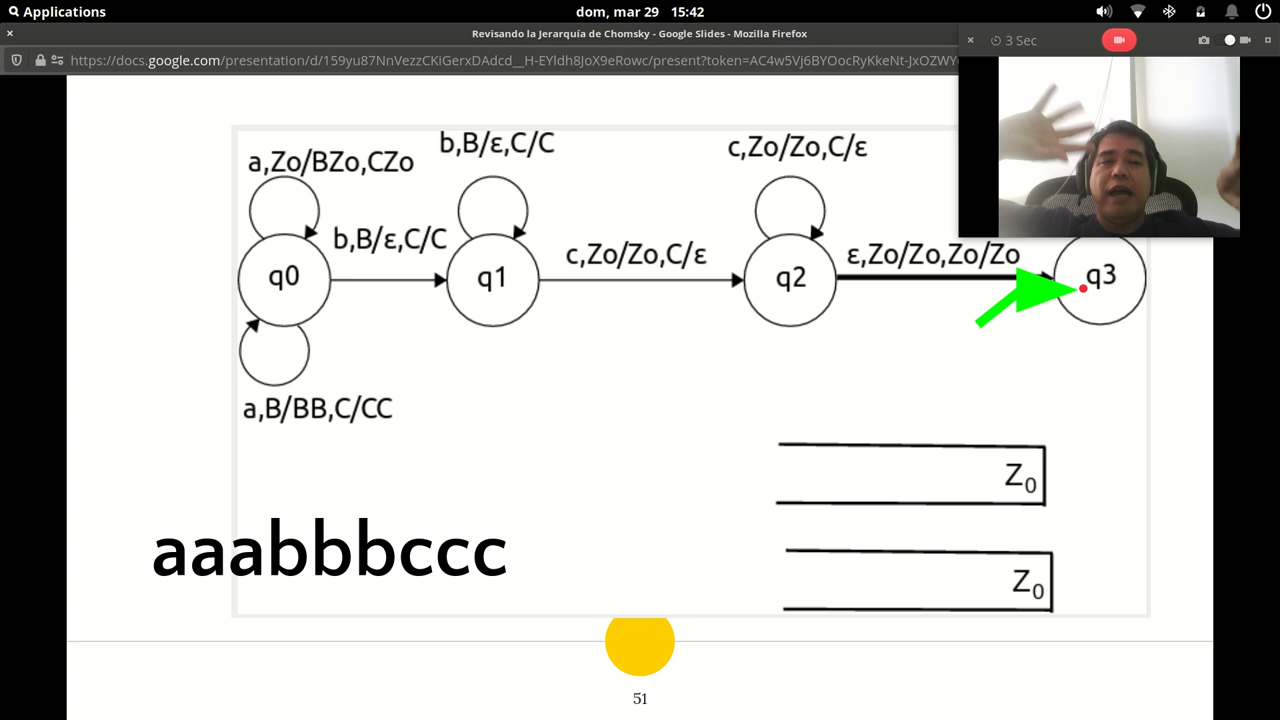 Applications
dom, mar 29 15:42
Revisando la Jerarquía de Chomsky - Google Slides - Mozilla Firefox
3 Sec
https://docs.google.com/presentation/d/159yu87NnVezzCKiGerxDAdcd__H-EYldh8JoX9eRowc/present?token=AC4w5Vj6BYOocRyKkeNt-JxOZWY
a,Zo/BZo,CZo
b,B/ε,C/C
c,Zo/Zo,C/ε
b,B/ε,C/C
c,Zo/Zo,C/ε
ε,Zo/Zo,Zo/Zo
q0
q1
q2
q3
a,B/BB,C/CC
Z0
aaabbbccc
Z0
51